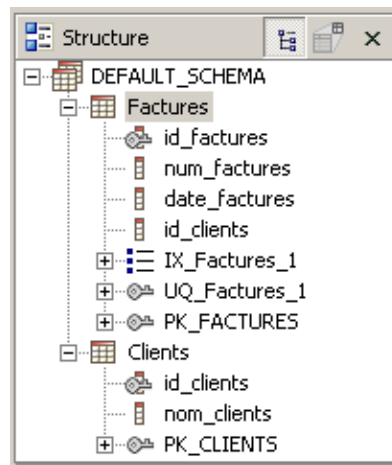 Structure
DEFAULT_SCHEMA
Factures
id_factures
num_factures
date_factures
id_clients
IX_Factures_1
UQ_Factures_1
PK_FACTURES
Clients
id_clients
nom_clients
PK_CLIENTS